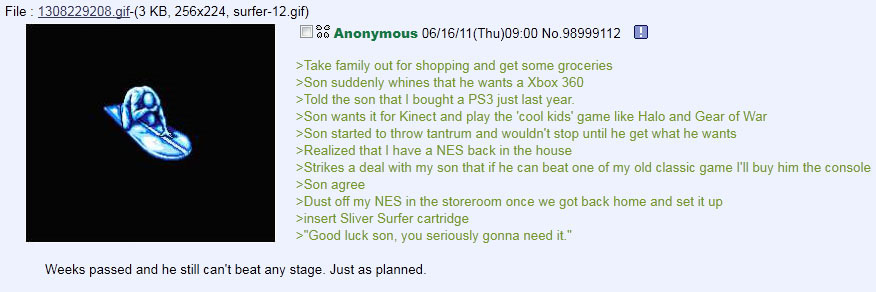 File : 1308229208.gif-(3 KB, 256x224, surfer-12.gif)
Anonymous 06/16/11(Thu)09:00 No.98999112
>Take family out for shopping and get some groceries
>Son suddenly whines that he wants a Xbox 360
>Told the son that I bought a PS3 just last year.
>Son wants it for Kinect and play the 'cool kids' game like Halo and Gear of War
>Son started to throw tantrum and wouldn't stop until he get what he wants
>Realized that I have a NES back in the house
>Strikes a deal with my son that if he can beat one of my old classic game I'll buy him the console
>Son agree
>Dust off my NES in the storeroom once we got back home and set it up
>insert Sliver Surfer cartridge
>"Good luck son, you seriously gonna need it."
Weeks passed and he still can't beat any stage. Just as planned.